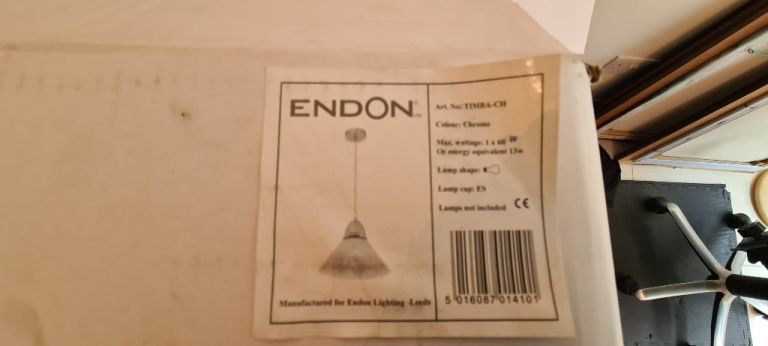 ENDON
Art. No: TIMBA-CH
Colour: Chrome
Max. wattage: 1 x 60 W
Or energy equivalent 13w
Lamp shape:
Lamp cap: ES
Lamps not included CE
5 016087 014101
Manufactured for Endon Lighting -Leeds